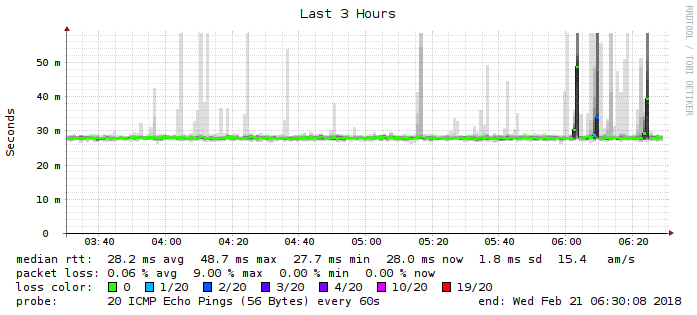 Last 3 Hours
RRDTOOL / TOBI OETIKER
Seconds
50 m
40 m
30 m
20 m
10 m
0
03:40 04:00 04:20 04:40 05:00 05:20 05:40 06:00 06:20
median rtt: 28.2 ms avg 48.7 ms max 27.7 ms min 28.0 ms now 1.8 ms sd 15.4 am/s
packet loss: 0.06 % avg 9.00 % max 0.00 % min 0.00 % now
loss color: 0 1/20 2/20 3/20 4/20 10/20 19/20
probe: 20 ICMP Echo Pings (56 Bytes) every 60s end: Wed Feb 21 06:30:08 2018